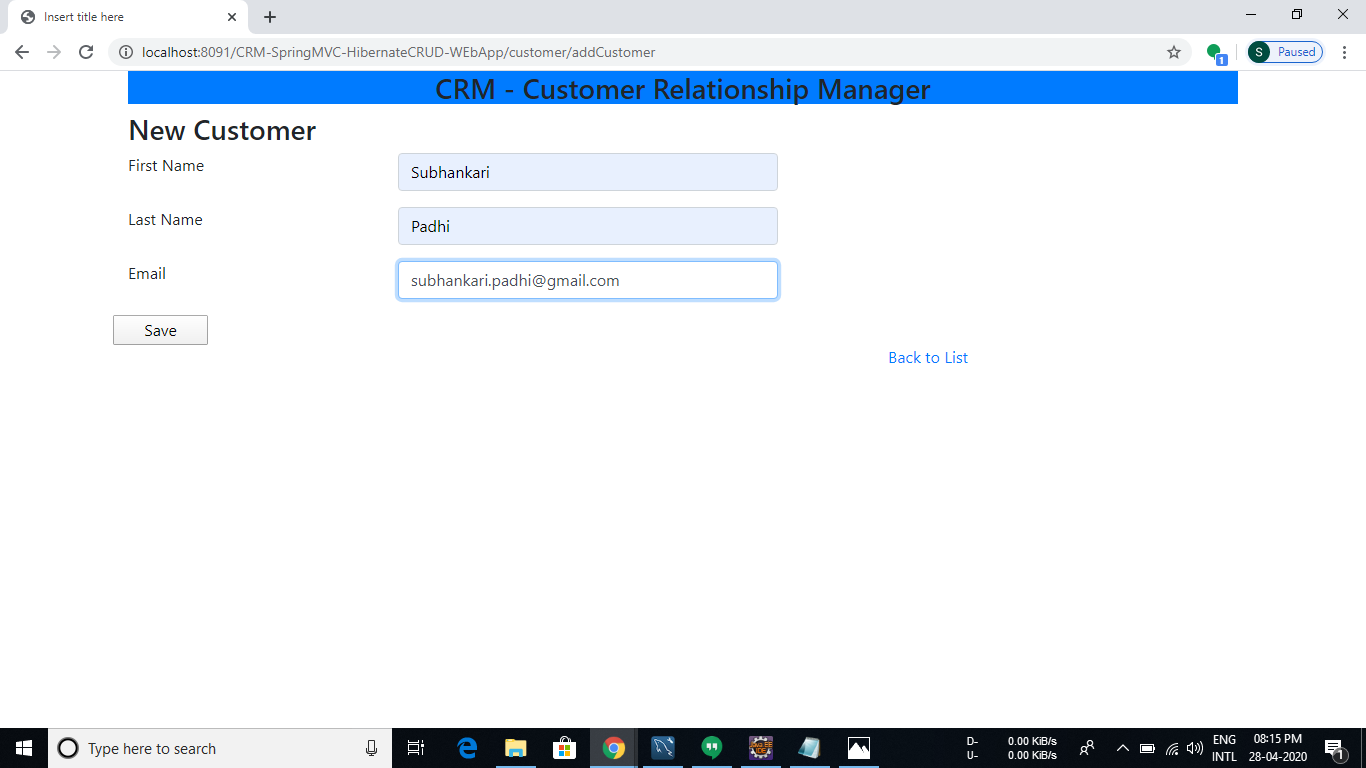 Insert title here
localhost:8091/CRM-SpringMVC-HibernateCRUD-WEbApp/customer/addCustomer
S Paused
1
CRM - Customer Relationship Manager
New Customer
First Name Subhankari
Last Name Padhi
Email subhankari.padhi@gmail.com
Save
Back to List
Type here to search
D- 0.00 KiB/s
U- 0.00 KiB/s
ENG
INTL
08:15 PM
28-04-2020
1